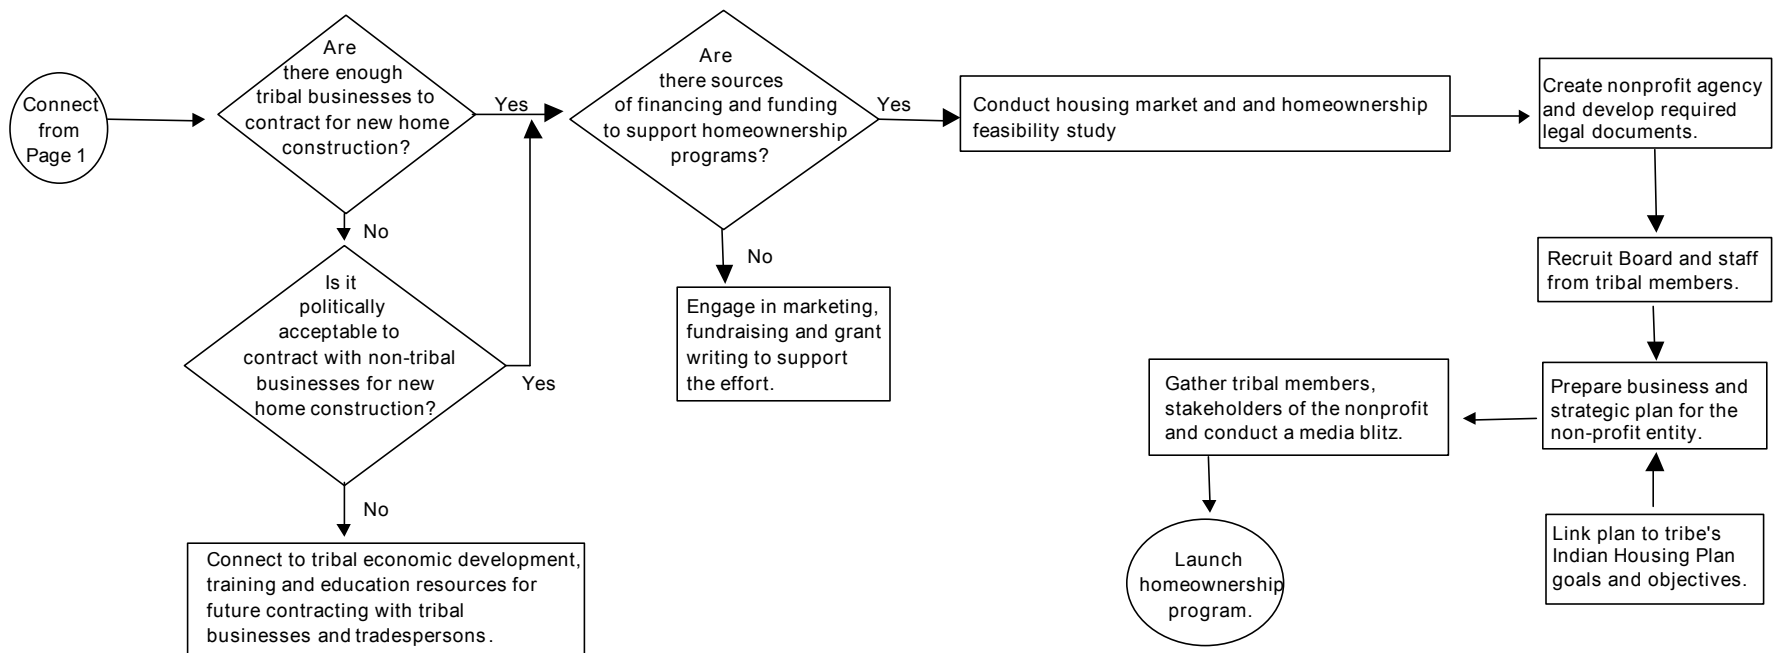 Connect
from
Page 1
Are
there enough
tribal businesses to
contract for new home
construction?
Yes
No
Is it
politically
acceptable to
contract with non-tribal
businesses for new
home construction?
Yes
No
Connect to tribal economic development,
training and education resources for
future contracting with tribal
businesses and tradespersons.
Are
there sources
of financing and funding
to support homeownership
programs?
Yes
No
Engage in marketing,
fundraising and grant
writing to support
the effort.
Conduct housing market and and homeownership
feasibility study
Create nonprofit agency
and develop required
legal documents.
Recruit Board and staff
from tribal members.
Prepare business and
strategic plan for the
non-profit entity.
Link plan to tribe's
Indian Housing Plan
goals and objectives.
Gather tribal members,
stakeholders of the nonprofit
and conduct a media blitz.
Launch
homeownership
program.